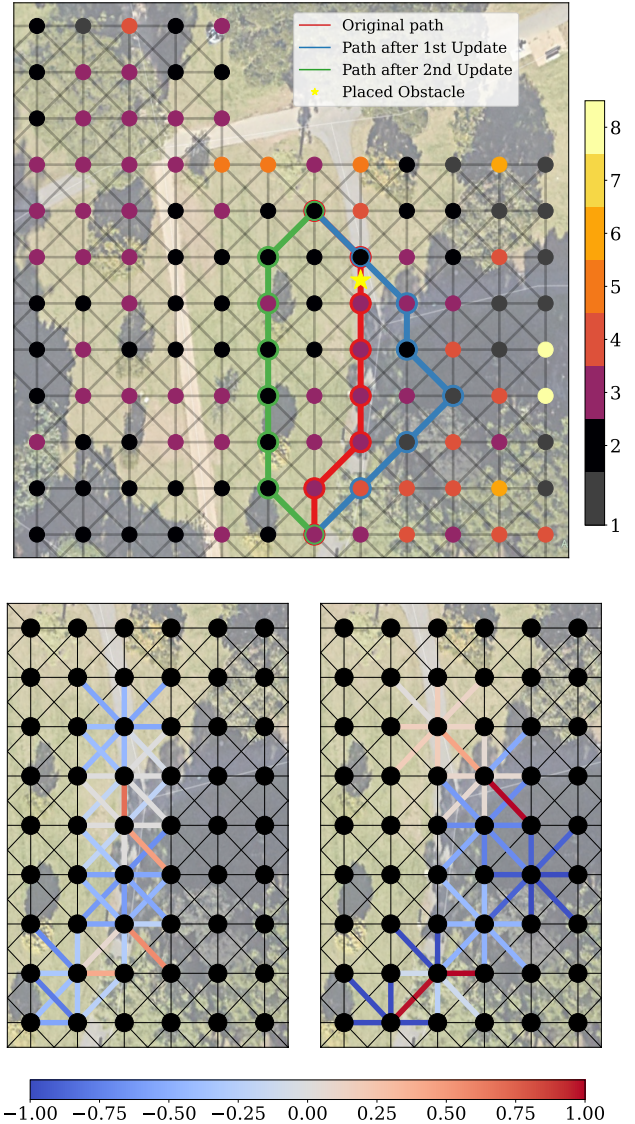 Original path
Path after 1st Update
Path after 2nd Update
Placed Obstacle
8
7
6
5
4
3
2
1
−1.00 −0.75 −0.50 −0.25 0.00 0.25 0.50 0.75 1.00